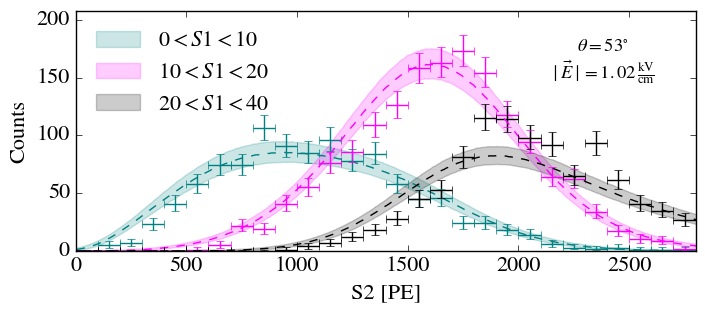 200
150
100
50
0
Counts
0 < S1 < 10
10 < S1 < 20
20 < S1 < 40
θ = 53°
|E⃗| = 1.02 kV/cm
0 500 1000 1500 2000 2500
S2 [PE]